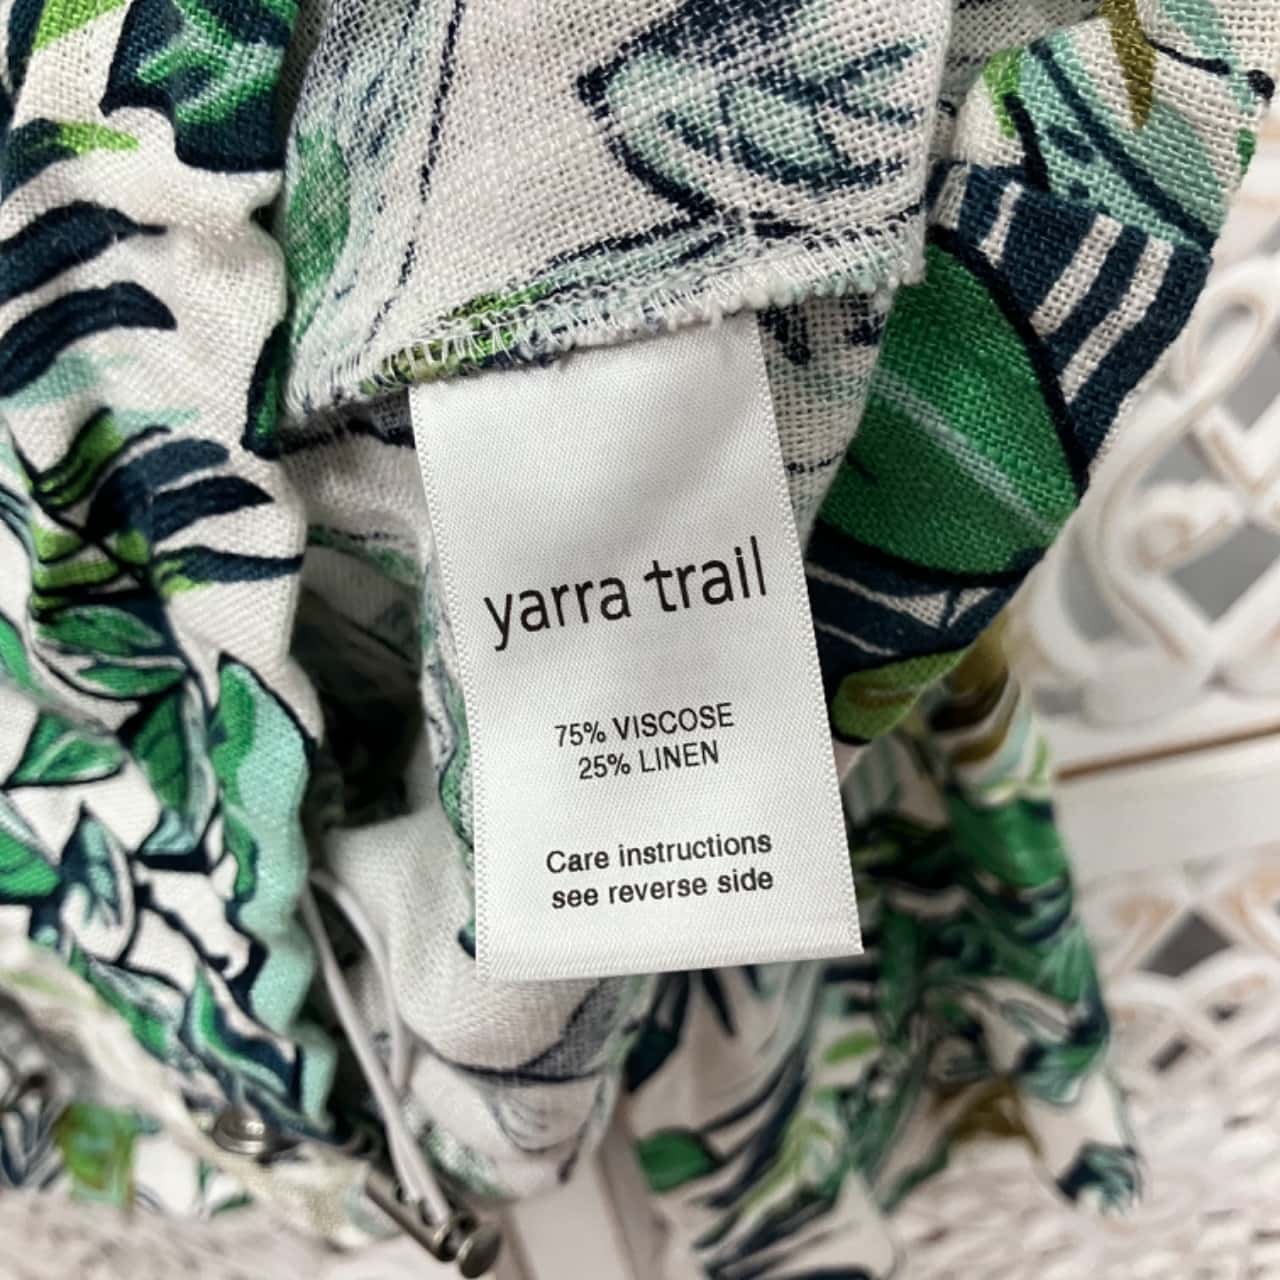 yarra trail
75% VISCOSE
25% LINEN
Care instructions
see reverse side